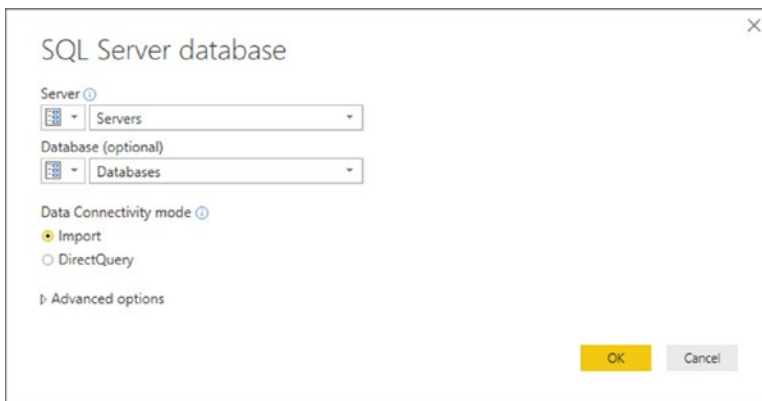 SQL Server database
Server
Servers
Database (optional)
Databases
Data Connectivity mode
Import
DirectQuery
Advanced options
OK Cancel